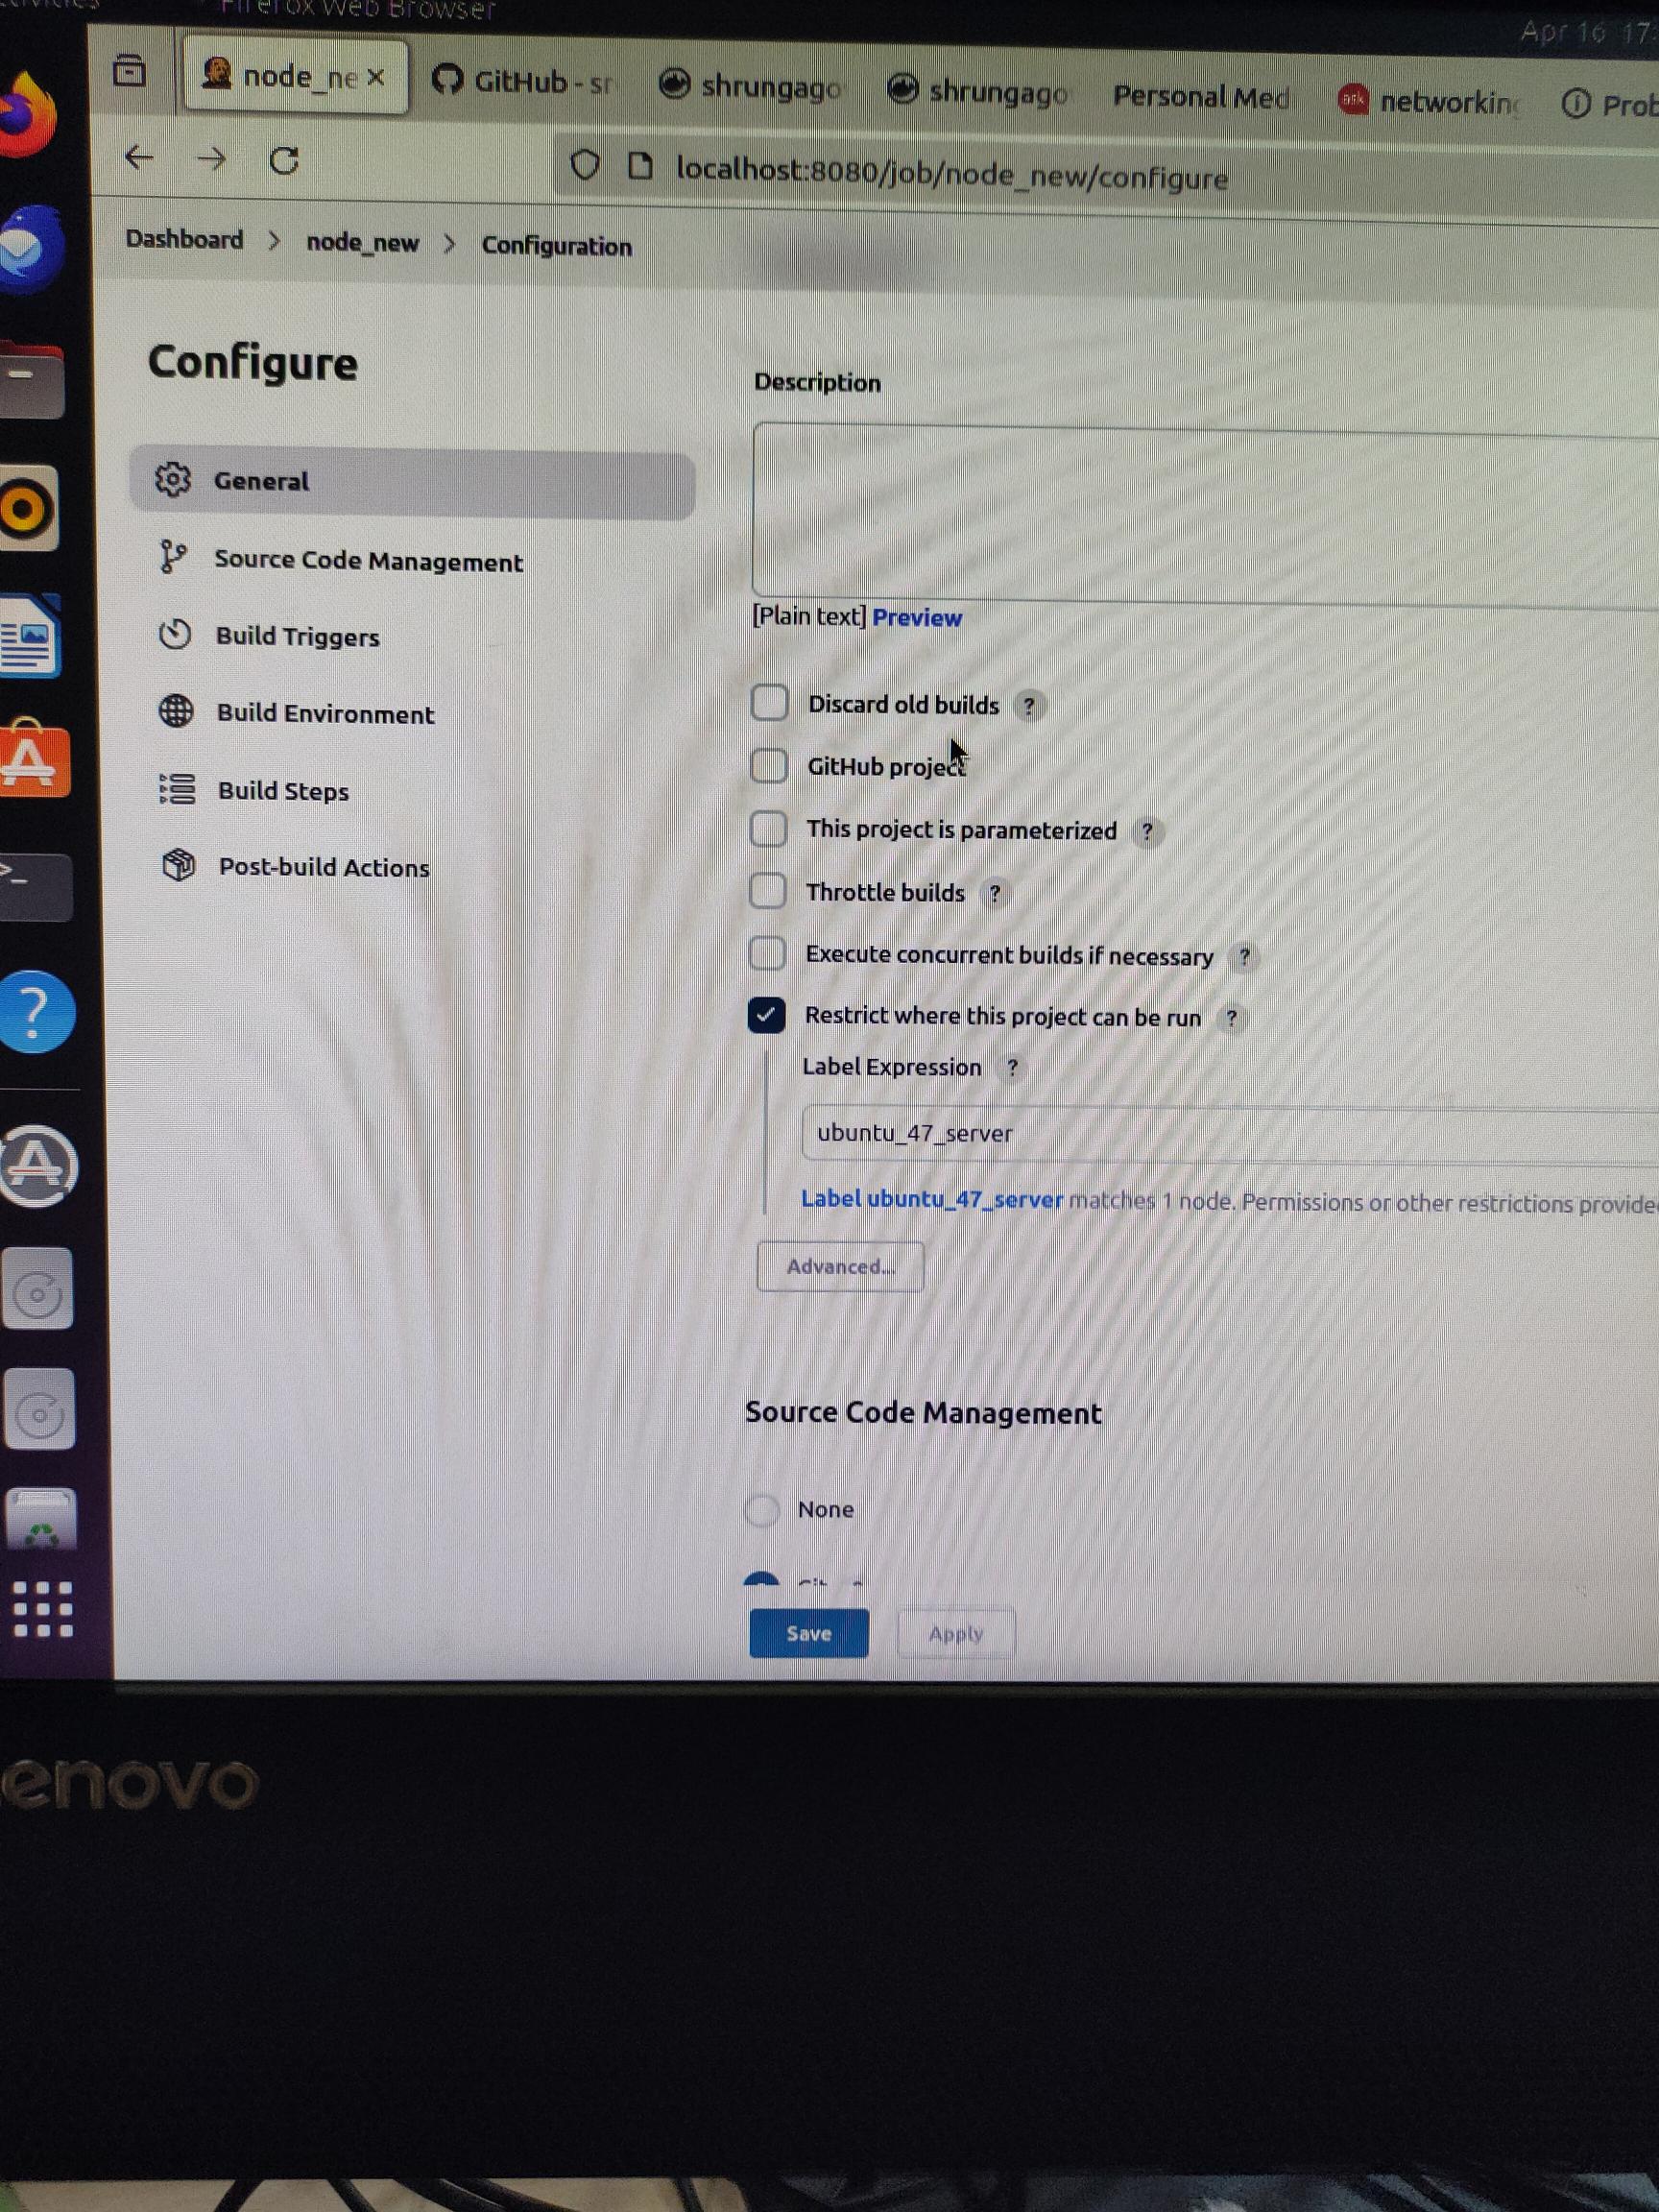 Firefox Web Browser
Apr 16 17:
node_ne
GitHub - sr
shrungago
shrungago
Personal Med
ask
networking
Prob
localhost:8080/job/node_new/configure
Dashboard > node_new > Configuration
Configure
General
Source Code Management
Build Triggers
Build Environment
Build Steps
Post-build Actions
Description
[Plain text] Preview
Discard old builds ?
GitHub project
This project is parameterized ?
Throttle builds ?
Execute concurrent builds if necessary ?
Restrict where this project can be run ?
Label Expression ?
ubuntu_47_server
Label ubuntu_47_server matches 1 node. Permissions or other restrictions provide
Advanced...
Source Code Management
None
Save
Apply
enovo